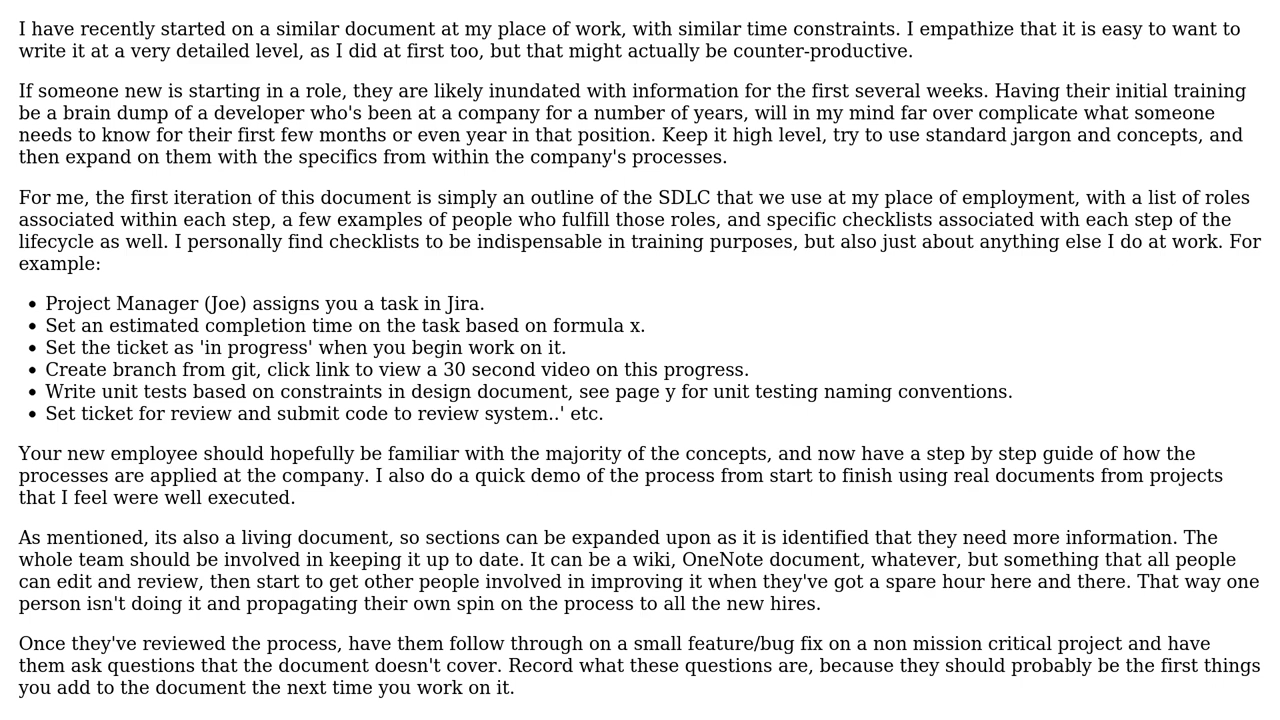 I have recently started on a similar document at my place of work, with similar time constraints. I empathize that it is easy to want to
write it at a very detailed level, as I did at first too, but that might actually be counter-productive.
If someone new is starting in a role, they are likely inundated with information for the first several weeks. Having their initial training
be a brain dump of a developer who's been at a company for a number of years, will in my mind far over complicate what someone
needs to know for their first few months or even year in that position. Keep it high level, try to use standard jargon and concepts, and
then expand on them with the specifics from within the company's processes.
For me, the first iteration of this document is simply an outline of the SDLC that we use at my place of employment, with a list of roles
associated within each step, a few examples of people who fulfill those roles, and specific checklists associated with each step of the
lifecycle as well. I personally find checklists to be indispensable in training purposes, but also just about anything else I do at work. For
example:
• Project Manager (Joe) assigns you a task in Jira.
• Set an estimated completion time on the task based on formula x.
• Set the ticket as 'in progress' when you begin work on it.
• Create branch from git, click link to view a 30 second video on this progress.
• Write unit tests based on constraints in design document, see page y for unit testing naming conventions.
• Set ticket for review and submit code to review system..' etc.
Your new employee should hopefully be familiar with the majority of the concepts, and now have a step by step guide of how the
processes are applied at the company. I also do a quick demo of the process from start to finish using real documents from projects
that I feel were well executed.
As mentioned, its also a living document, so sections can be expanded upon as it is identified that they need more information. The
whole team should be involved in keeping it up to date. It can be a wiki, OneNote document, whatever, but something that all people
can edit and review, then start to get other people involved in improving it when they've got a spare hour here and there. That way one
person isn't doing it and propagating their own spin on the process to all the new hires.
Once they've reviewed the process, have them follow through on a small feature/bug fix on a non mission critical project and have
them ask questions that the document doesn't cover. Record what these questions are, because they should probably be the first things
you add to the document the next time you work on it.